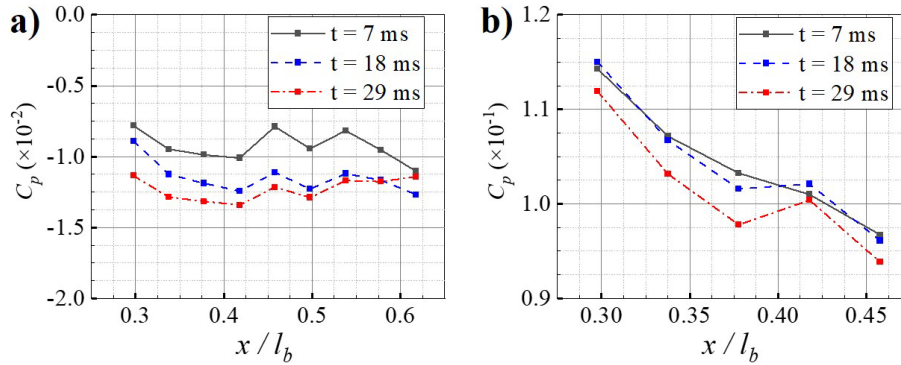 a)
0.0
-0.5
-1.0
-1.5
-2.0
C_p (×10^-2)
t = 7 ms
t = 18 ms
t = 29 ms
0.3 0.4 0.5 0.6
x / l_b
b)
1.2
1.1
1.0
0.9
C_p (×10^-1)
t = 7 ms
t = 18 ms
t = 29 ms
0.30 0.35 0.40 0.45
x / l_b